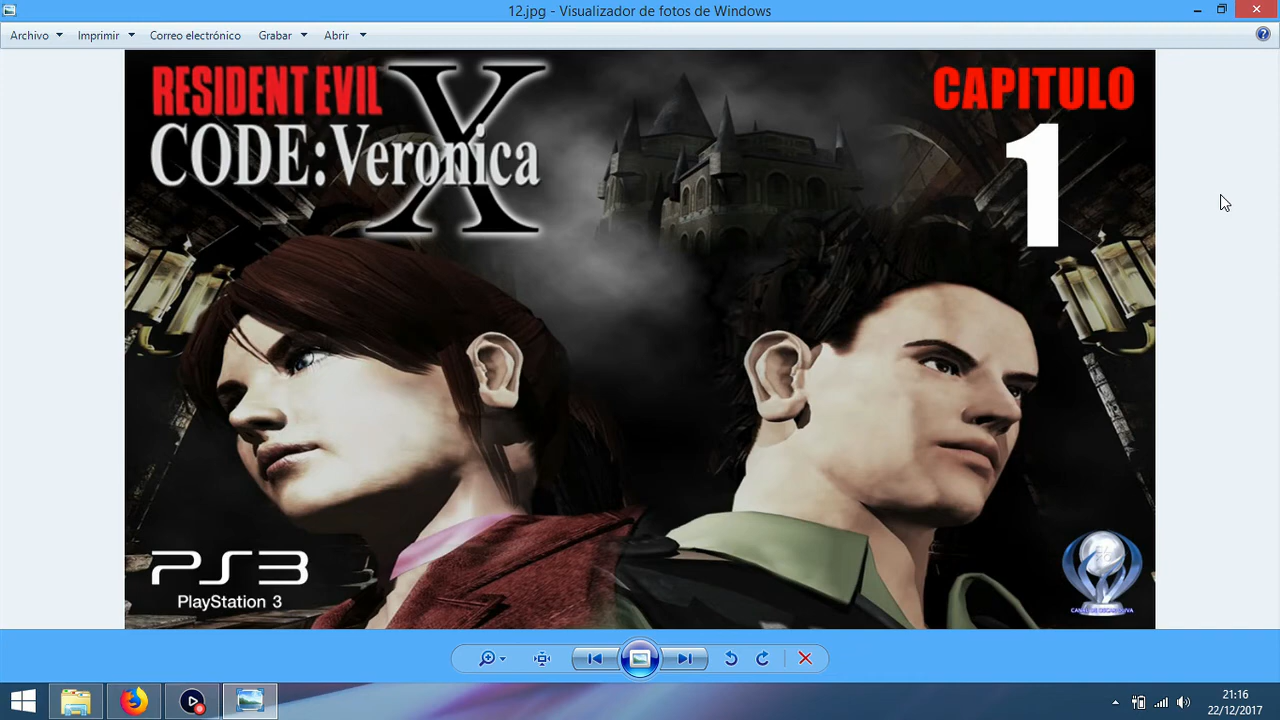 12.jpg - Visualizador de fotos de Windows
Archivo Imprimir Correo electrónico Grabar Abrir
RESIDENT EVIL
CODE:Veronica
X
CAPITULO
1
PS3
PlayStation 3
21:16
22/12/2017